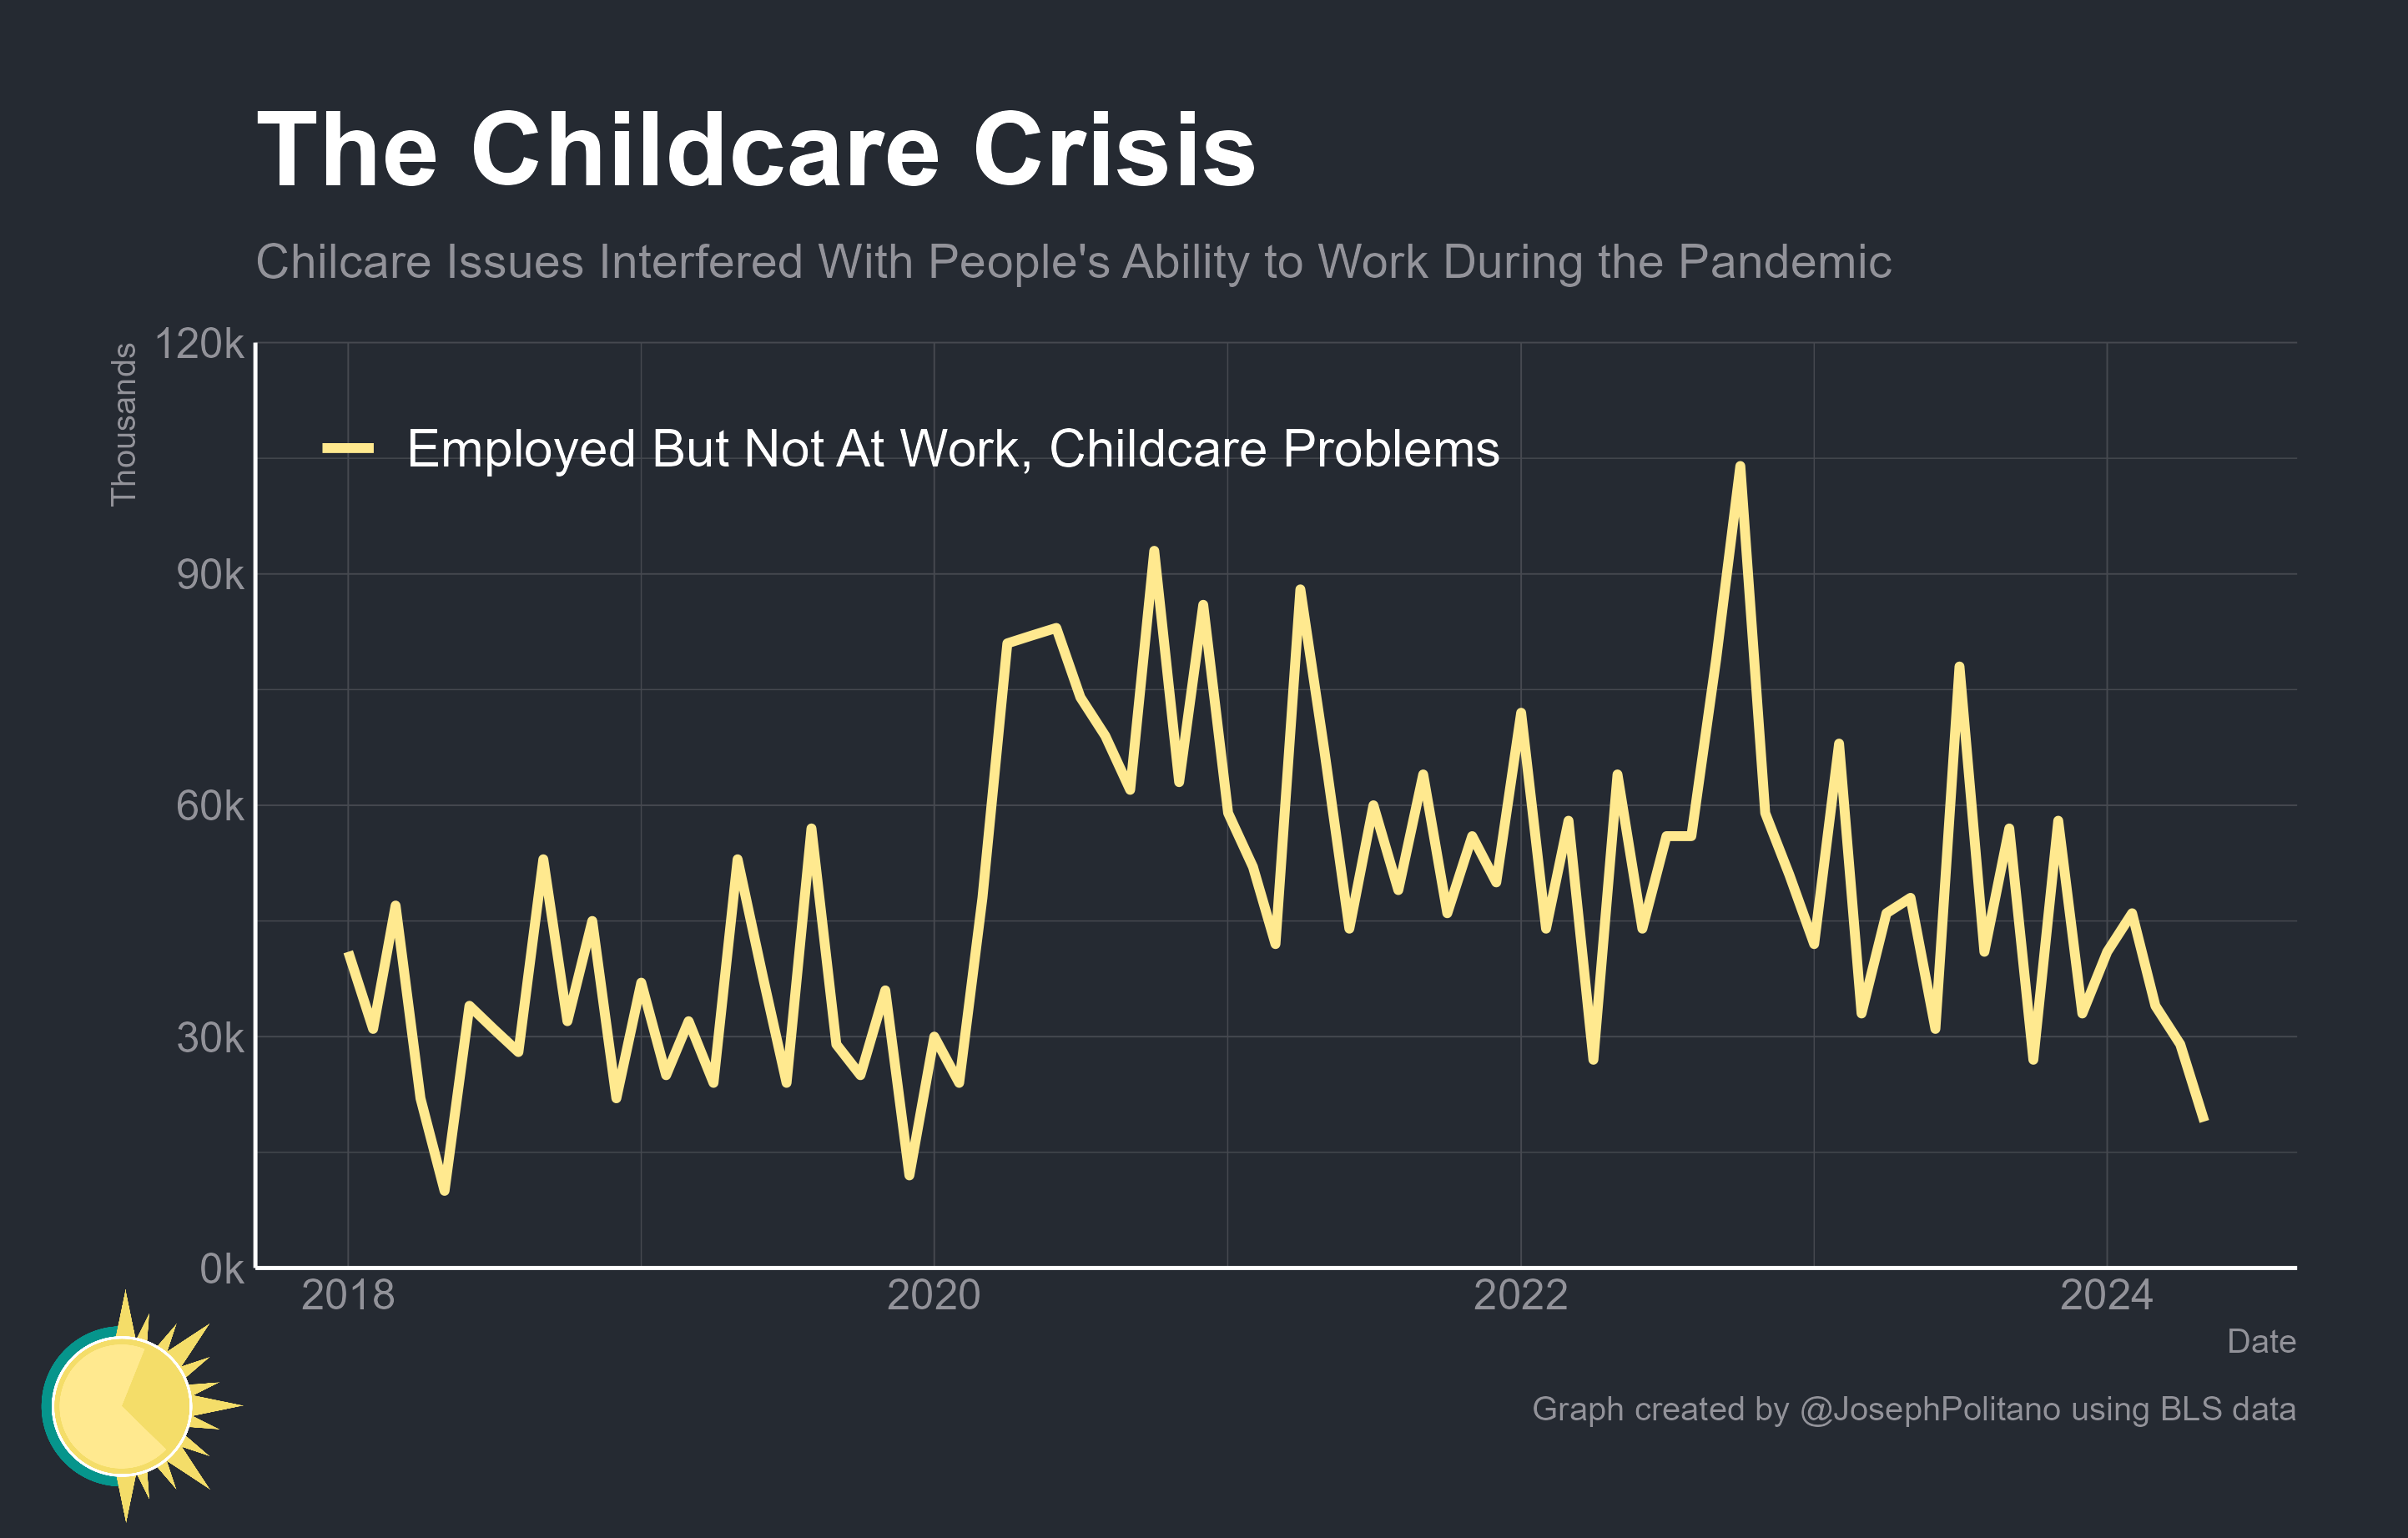 The Childcare Crisis
Chilcare Issues Interfered With People's Ability to Work During the Pandemic
Thousands
120k
Employed But Not At Work, Childcare Problems
90k
60k
30k
0k
2018 2020 2022 2024
Date
Graph created by @JosephPolitano using BLS data